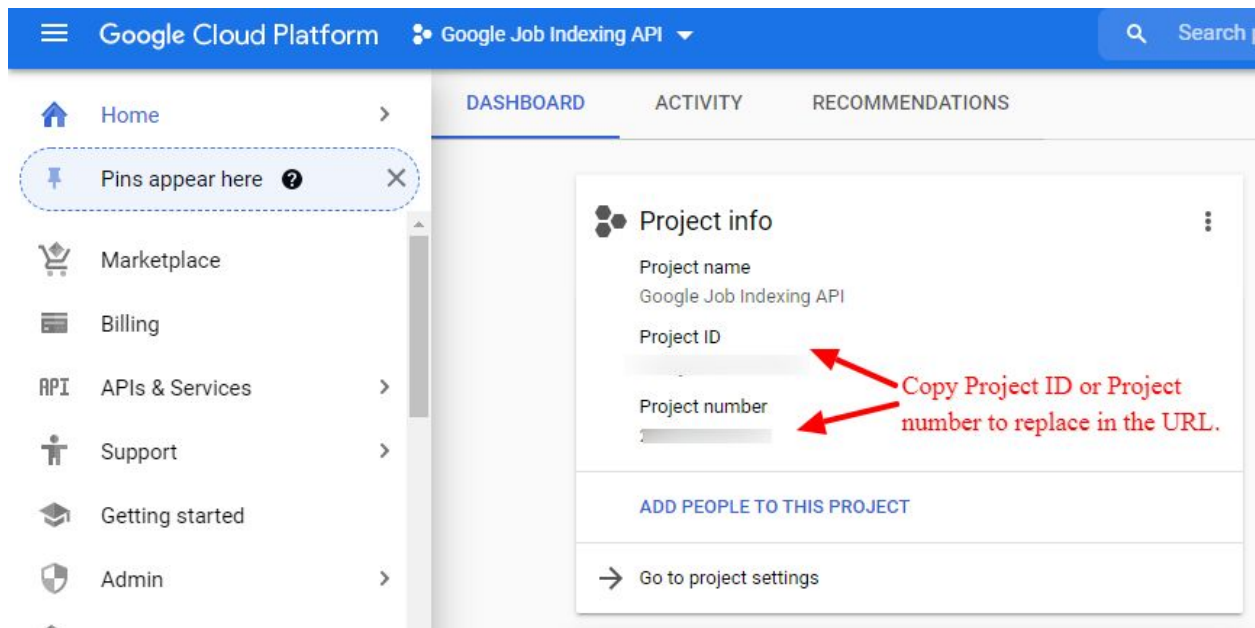 Google Cloud Platform
Google Job Indexing API
Search
Home
Pins appear here
Marketplace
Billing
API APIs & Services
Support
Getting started
Admin
DASHBOARD ACTIVITY RECOMMENDATIONS
Project info
Project name
Google Job Indexing API
Project ID
Project number
Copy Project ID or Project
number to replace in the URL.
ADD PEOPLE TO THIS PROJECT
Go to project settings